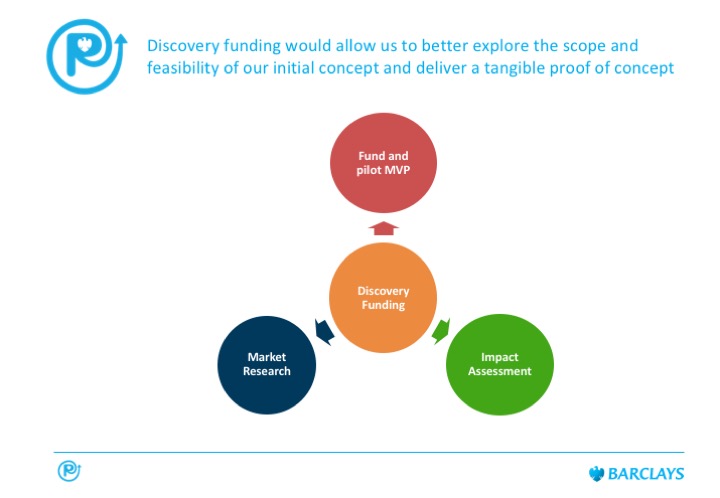 Discovery funding would allow us to better explore the scope and
feasibility of our initial concept and deliver a tangible proof of concept
Fund and
pilot MVP
Discovery
Funding
Market
Research
Impact
Assessment
P
P
BARCLAYS